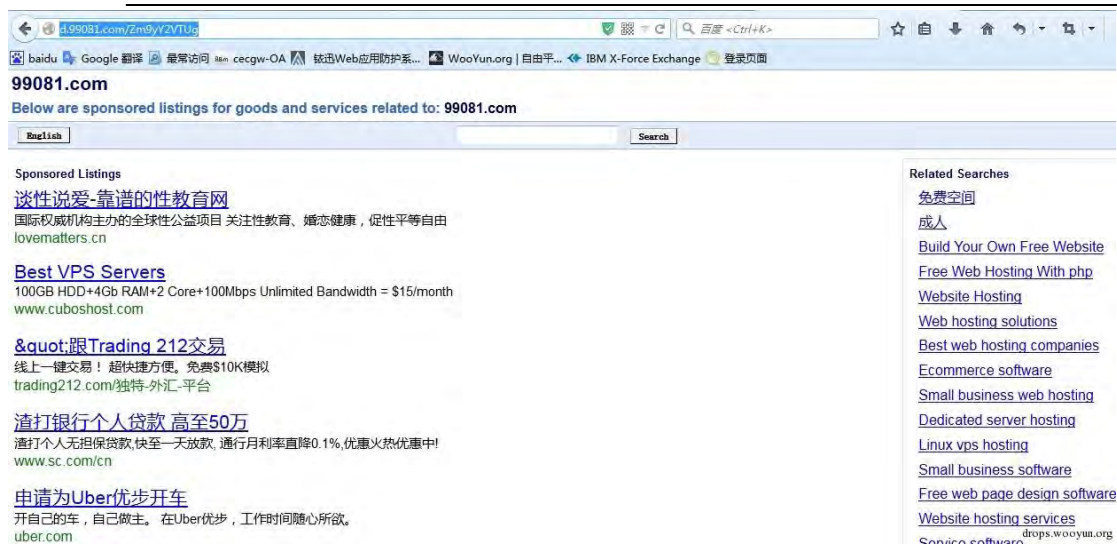 d.99081.com/Zm9yY2VTUg
百度 <Ctrl+K>
baidu Google 翻译 最常访问 cecgw-OA 铱迅Web应用防护系... WooYun.org | 自由平... IBM X-Force Exchange 登录页面
99081.com
Below are sponsored listings for goods and services related to: 99081.com
English Search
Sponsored Listings
谈性说爱-靠谱的性教育网
国际权威机构主办的全球性公益项目 关注性教育、婚恋健康，促性平等自由
lovematters.cn
Best VPS Servers
100GB HDD+4Gb RAM+2 Core+100Mbps Unlimited Bandwidth = $15/month
www.cuboshost.com
&quot;跟Trading 212交易
线上一键交易！ 超快捷方便。免费$10K模拟
trading212.com/独特-外汇-平台
渣打银行个人贷款 高至50万
渣打个人无担保贷款,快至一天放款, 通行月利率直降0.1%,优惠火热优惠中!
www.sc.com/cn
申请为Uber优步开车
开自己的车，自己做主。 在Uber优步，工作时间随心所欲。
uber.com
Related Searches
免费空间
成人
Build Your Own Free Website
Free Web Hosting With php
Website Hosting
Web hosting solutions
Best web hosting companies
Ecommerce software
Small business web hosting
Dedicated server hosting
Linux vps hosting
Small business software
Free web page design software
Website hosting services
Service software
drops.wooyun.org